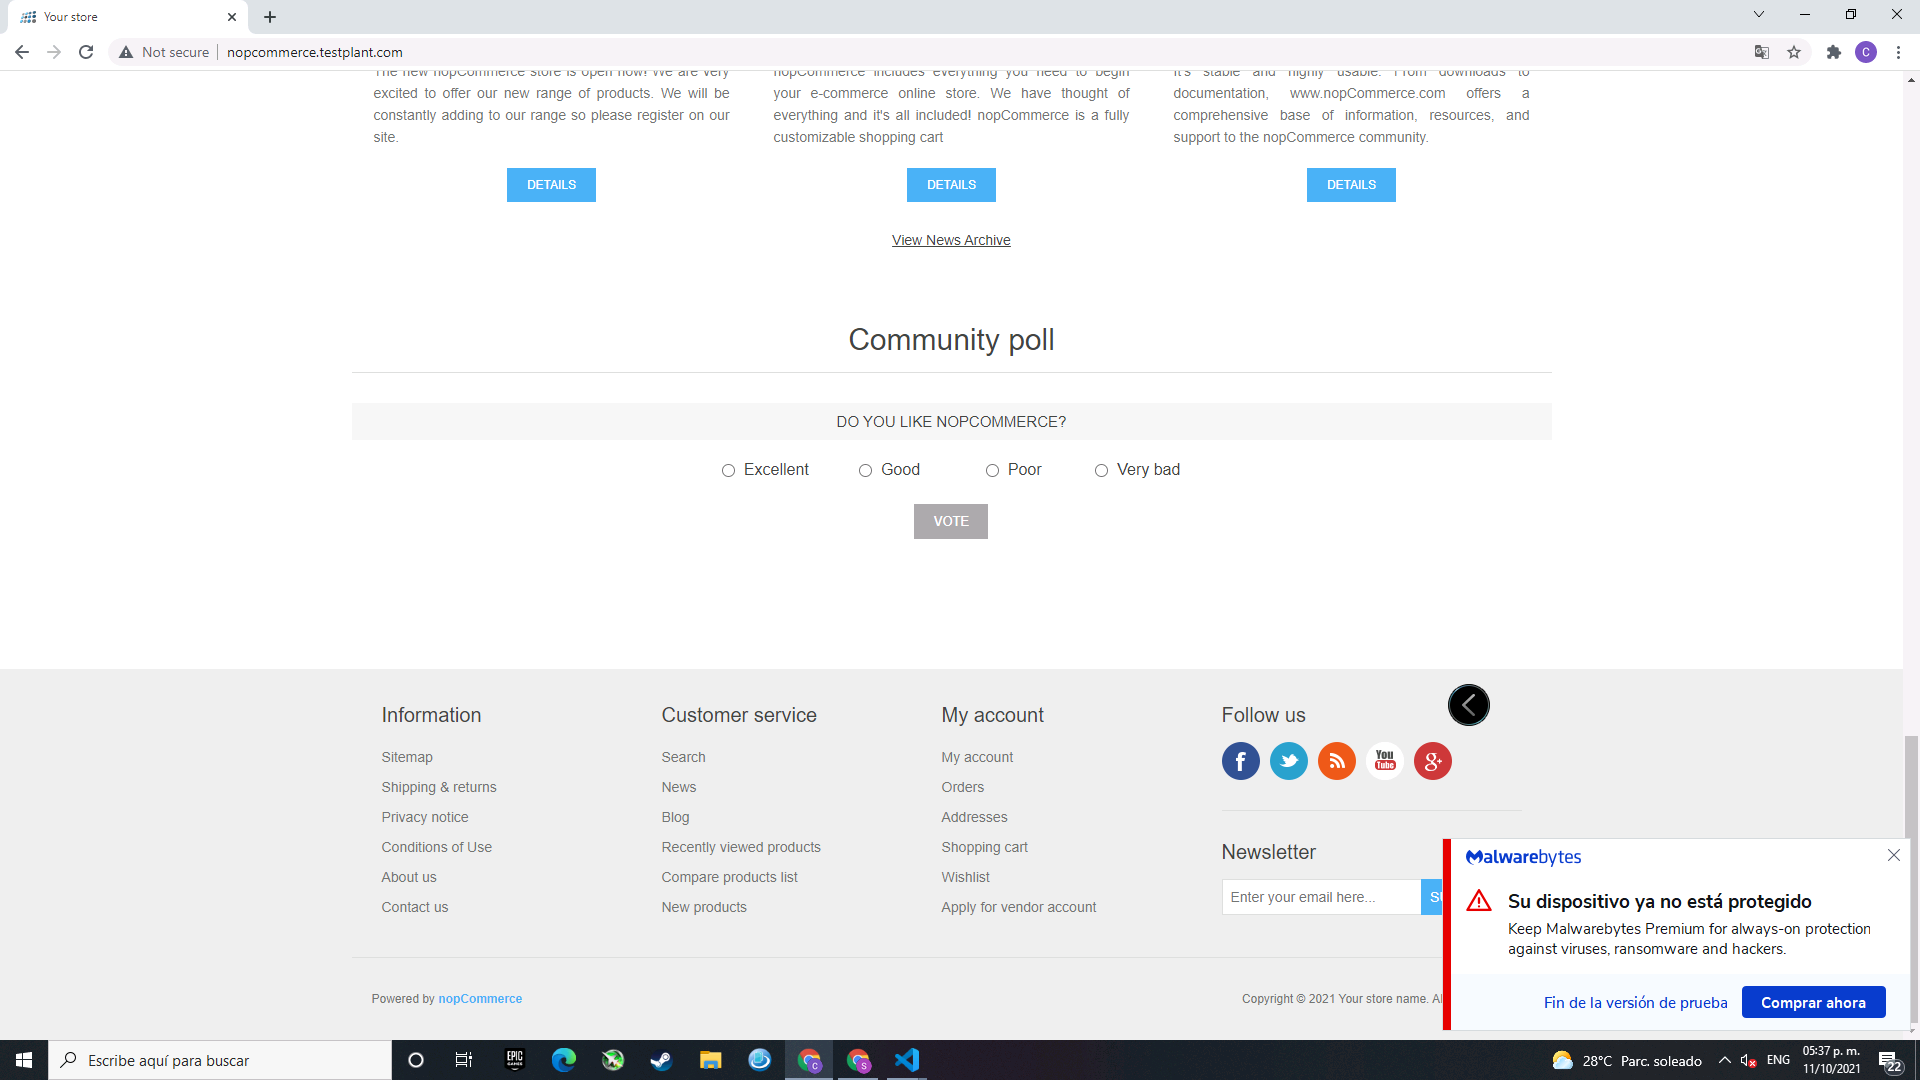 Your store
Not secure
nopcommerce.testplant.com
C
The new nopCommerce store is open now! We are very
excited to offer our new range of products. We will be
constantly adding to our range so please register on our
site.
DETAILS
nopCommerce includes everything you need to begin
your e-commerce online store. We have thought of
everything and it's all included! nopCommerce is a fully
customizable shopping cart
DETAILS
It's stable and highly usable. From downloads to
documentation, www.nopCommerce.com offers a
comprehensive base of information, resources, and
support to the nopCommerce community.
DETAILS
View News Archive
Community poll
DO YOU LIKE NOPCOMMERCE?
Excellent
Good
Poor
Very bad
VOTE
Information
Sitemap
Shipping & returns
Privacy notice
Conditions of Use
About us
Contact us
Customer service
Search
News
Blog
Recently viewed products
Compare products list
New products
My account
My account
Orders
Addresses
Shopping cart
Wishlist
Apply for vendor account
Follow us
You
Tube
Newsletter
Enter your email here...
Powered by nopCommerce
Copyright © 2021 Your store name.
Malwarebytes
Su dispositivo ya no está protegido
Keep Malwarebytes Premium for always-on protection
against viruses, ransomware and hackers.
Fin de la versión de prueba
Comprar ahora
Escribe aquí para buscar
EPIC
GAMES
C
S
28°C Parc. soleado
ENG
05:37 p. m.
11/10/2021
22